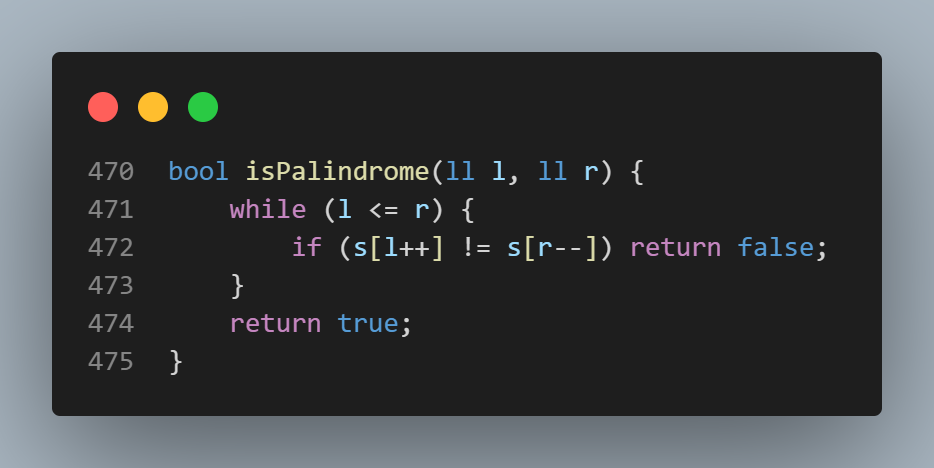 470 bool isPalindrome(ll l, ll r) {
471     while (l <= r) {
472         if (s[l++] != s[r--]) return false;
473     }
474     return true;
475 }